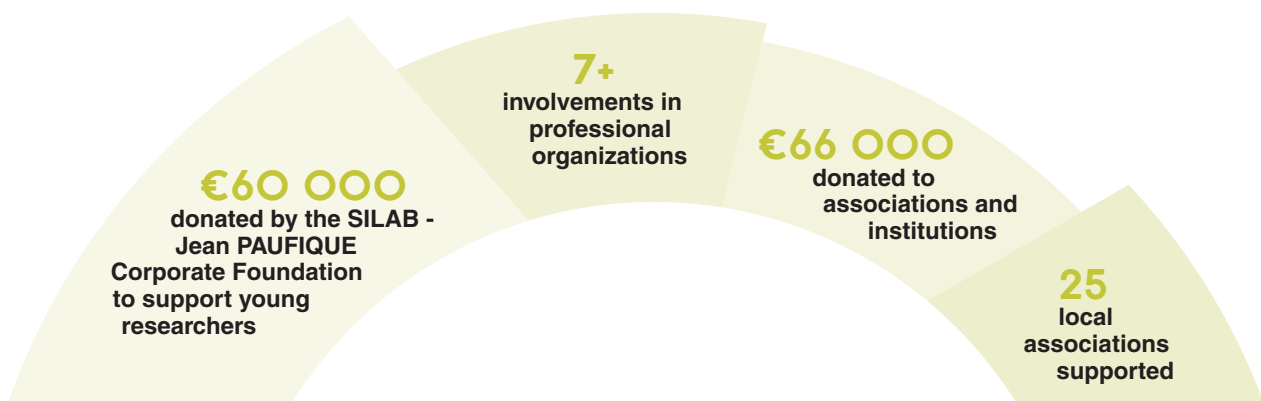 €60 000
donated by the SILAB -
Jean PAUFIQUE
Corporate Foundation
to support young
researchers
7+
involvements in
professional
organizations
€66 000
donated to
associations and
institutions
25
local
associations
supported